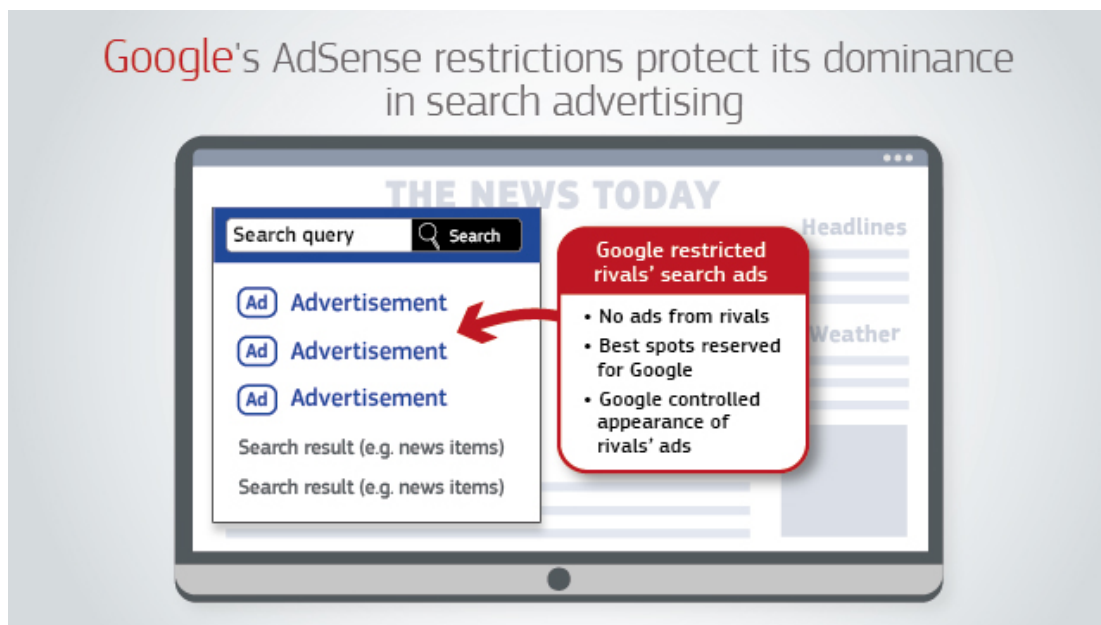 Google's AdSense restrictions protect its dominance
in search advertising
THE NEWS TODAY
Search query
Search
Ad Advertisement
Ad Advertisement
Ad Advertisement
Search result (e.g. news items)
Search result (e.g. news items)
Google restricted
rivals' search ads
• No ads from rivals
• Best spots reserved
for Google
• Google controlled
appearance of
rivals' ads
Headlines
Weather